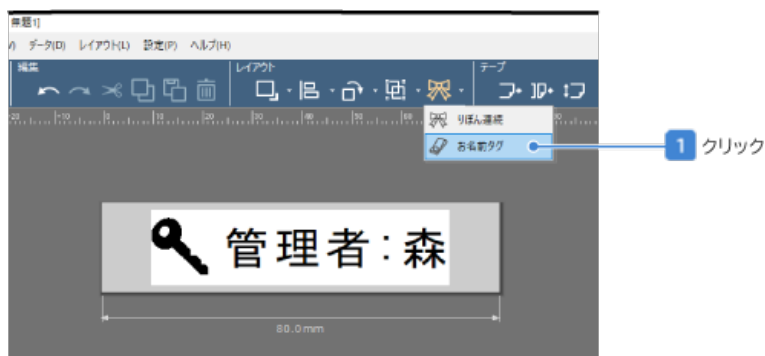 無題1]
データ(D) レイアウト(L) 設定(P) ヘルプ(H)
編集 レイアウト テープ
りぼん連続
お名前タグ
1 クリック
管理者：森
80.0mm